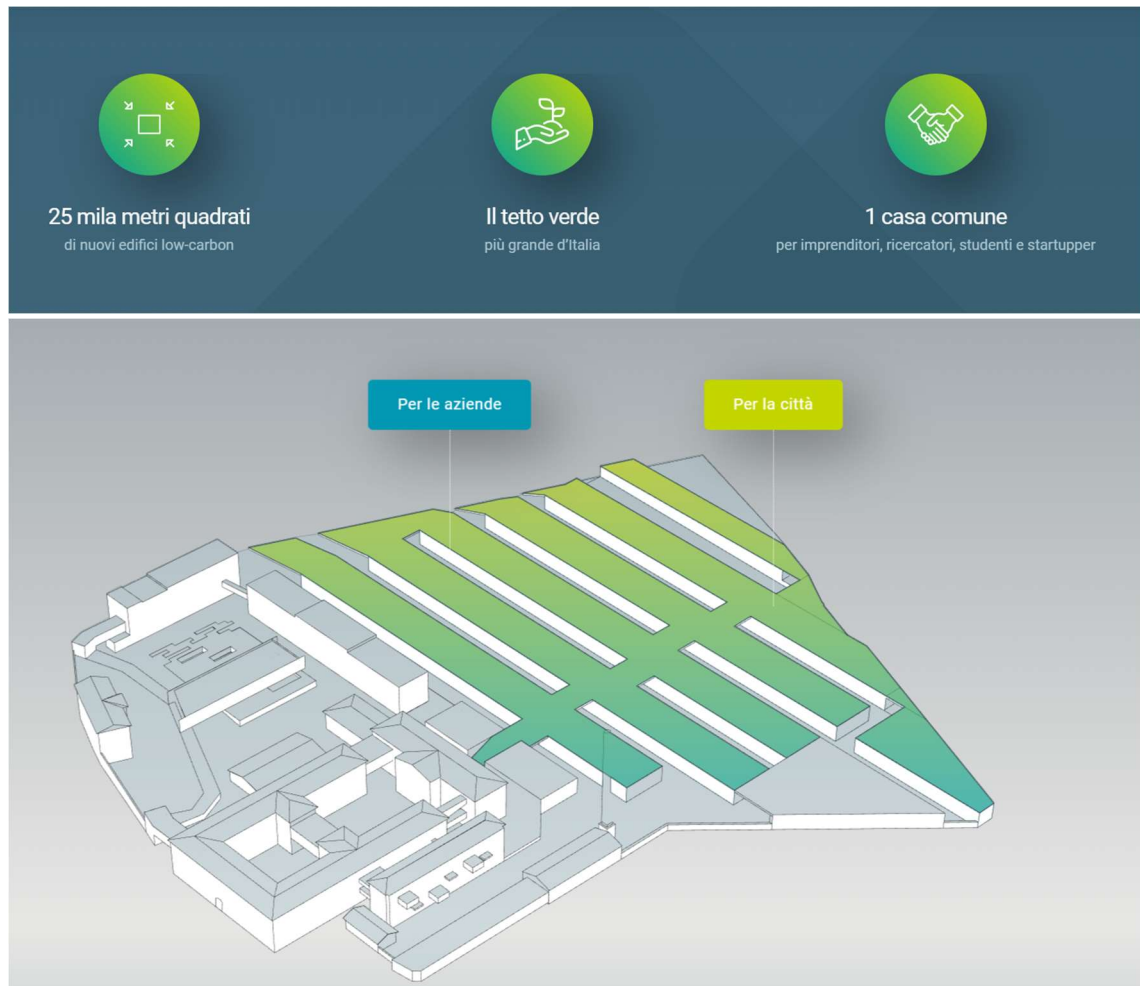 25 mila metri quadrati
di nuovi edifici low-carbon
Il tetto verde
più grande d'Italia
1 casa comune
per imprenditori, ricercatori, studenti e startupper
Per le aziende
Per la città